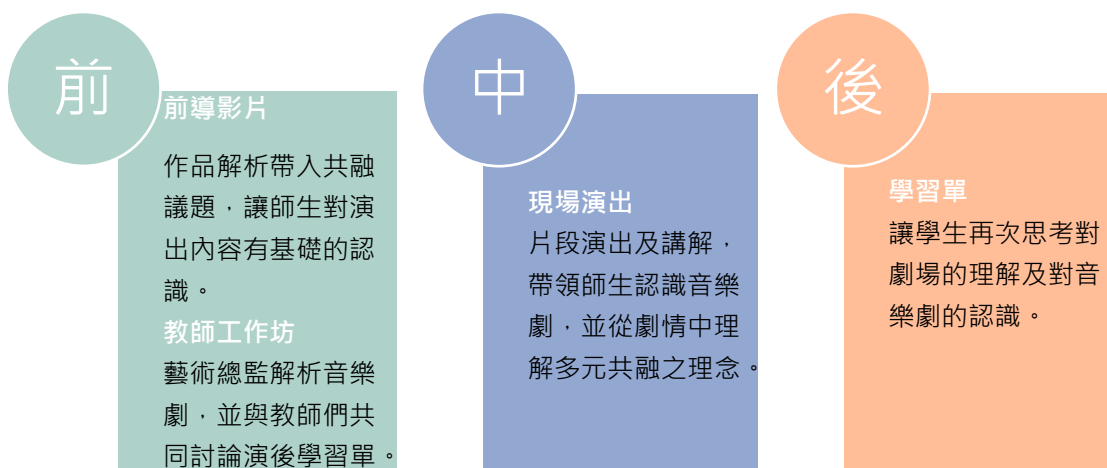 前
前導影片
作品解析帶入共融
議題，讓師生對演
出內容有基礎的認
識。
教師工作坊
藝術總監解析音樂
劇，並與教師們共
同討論演後學習單。
中
現場演出
片段演出及講解，
帶領師生認識音樂
劇，並從劇情中理
解多元共融之理念。
後
學習單
讓學生再次思考對
劇場的理解及對音
樂劇的認識。